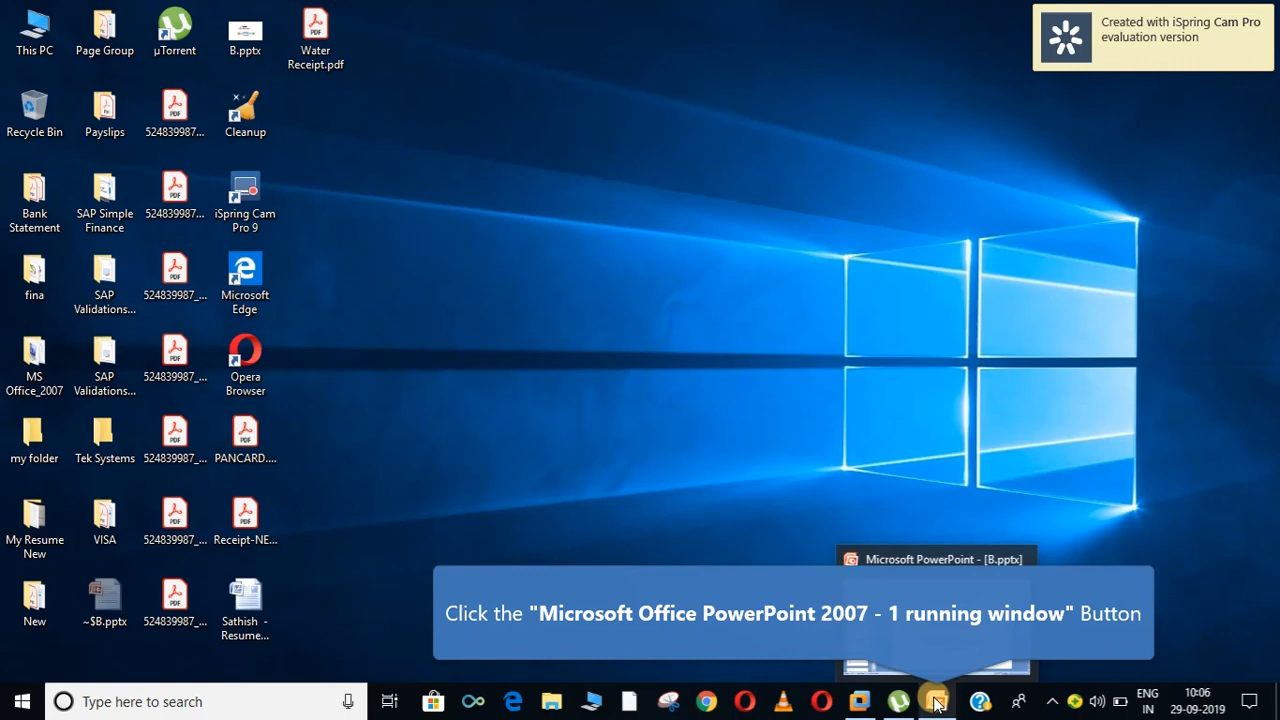 This PC
Page Group
µTorrent
B.pptx
Water
Receipt.pdf
Created with iSpring Cam Pro
evaluation version
Recycle Bin
Payslips
524839987...
Cleanup
Bank
Statement
SAP Simple
Finance
524839987...
iSpring Cam
Pro 9
fina
SAP
Validations...
524839987_...
Microsoft
Edge
MS
Office_2007
SAP
Validations...
524839987_...
Opera
Browser
my folder
Tek Systems
524839987_...
PANCARD....
My Resume
New
VISA
524839987_...
Receipt-NE...
New
~$B.pptx
524839987_...
Sathish -
Resume...
Microsoft PowerPoint - [B.pptx]
Click the "Microsoft Office PowerPoint 2007 - 1 running window" Button
Type here to search
ENG
IN
10:06
29-09-2019